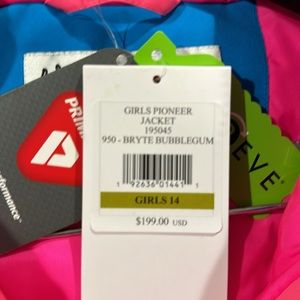 GIRLS PIONEER
JACKET
195045
950 - BRYTE BUBBLEGUM
1 92636 01441 1
GIRLS 14
$199.00 USD